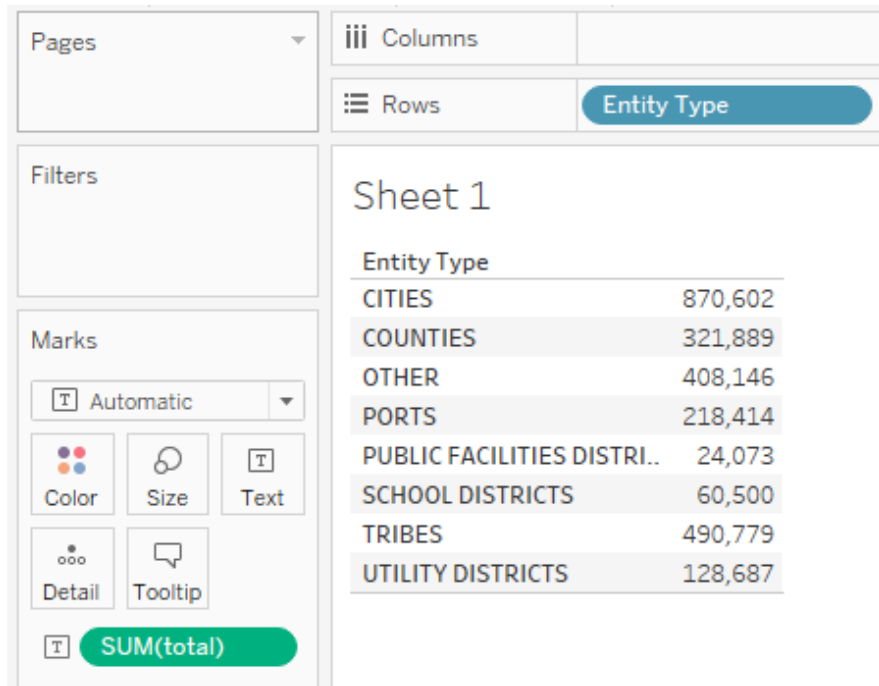 Pages
Columns
Rows Entity Type
Filters
Sheet 1
Entity Type
CITIES 870,602
COUNTIES 321,889
OTHER 408,146
PORTS 218,414
PUBLIC FACILITIES DISTRI.. 24,073
SCHOOL DISTRICTS 60,500
TRIBES 490,779
UTILITY DISTRICTS 128,687
Marks
T Automatic
T
Color Size Text
Detail Tooltip
T SUM(total)